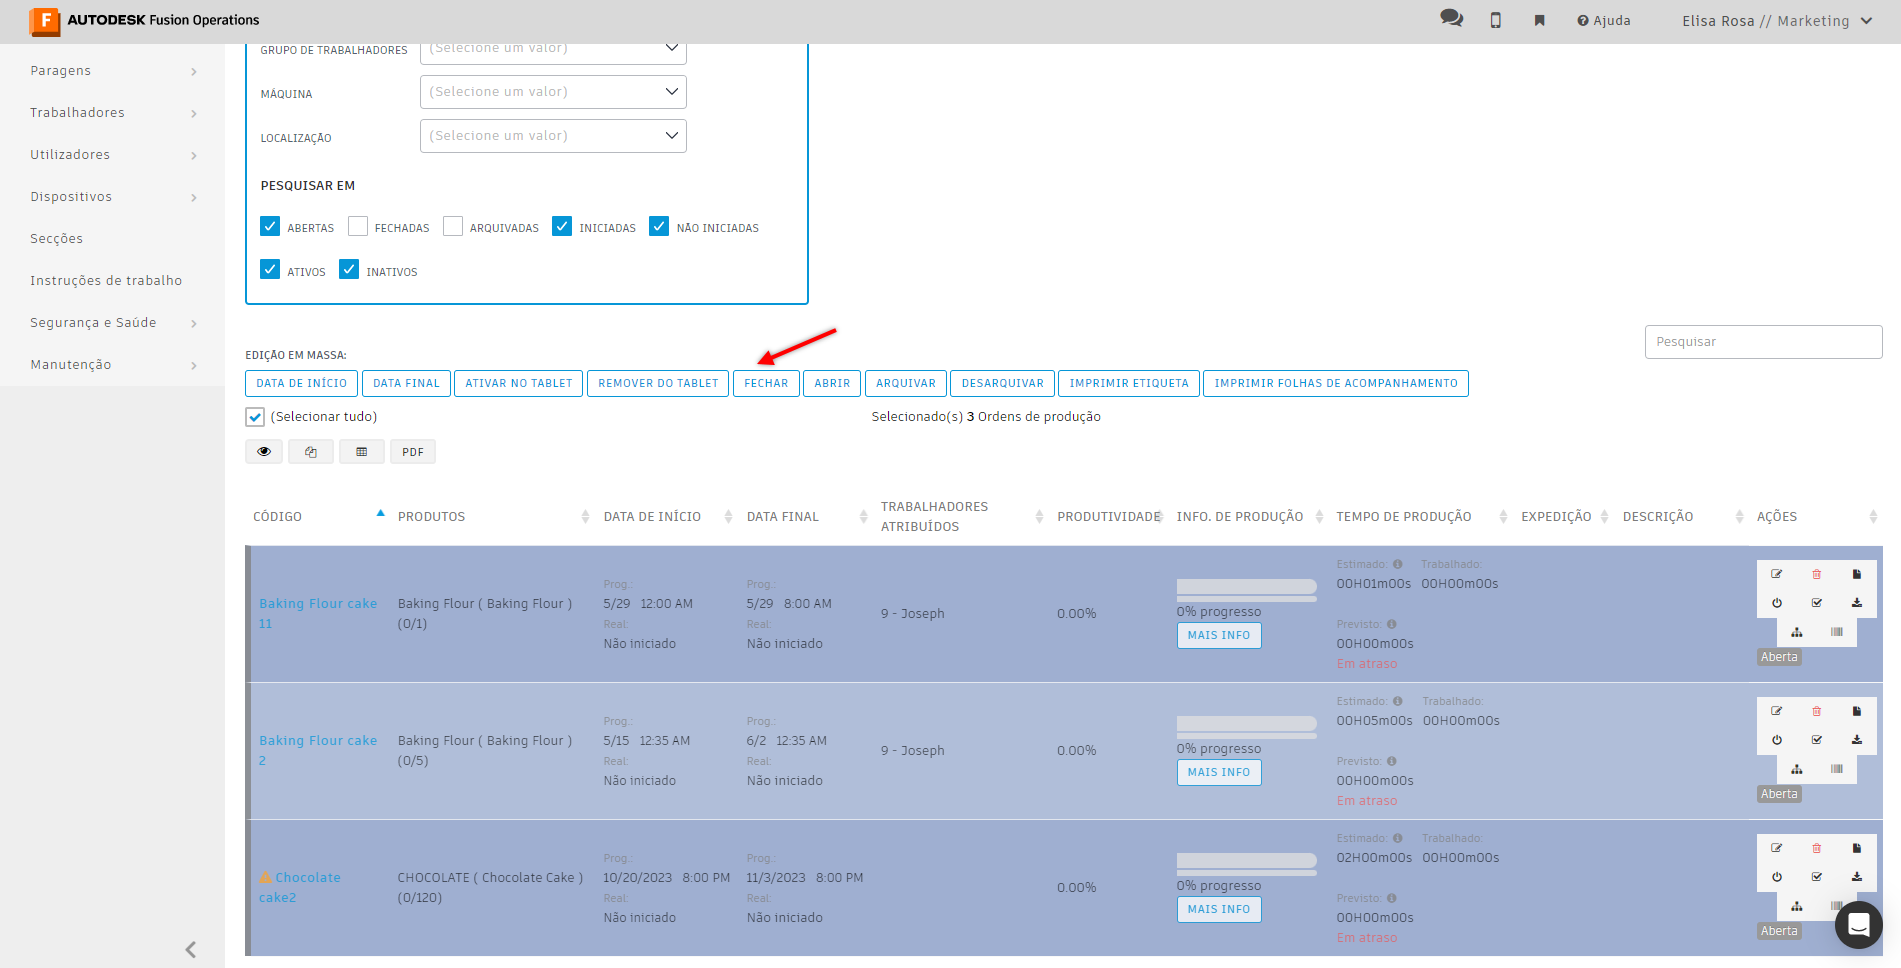 F AUTODESK Fusion Operations
Ajuda
Elisa Rosa // Marketing
Paragens
Trabalhadores
Utilizadores
Dispositivos
Secções
Instruções de trabalho
Segurança e Saúde
Manutenção
GRUPO DE TRABALHADORES (Selecione um valor)
MÁQUINA (Selecione um valor)
LOCALIZAÇÃO (Selecione um valor)
PESQUISAR EM
ABERTAS FECHADAS ARQUIVADAS INICIADAS NÃO INICIADAS
ATIVOS INATIVOS
Pesquisar
EDIÇÃO EM MASSA:
DATA DE INÍCIO DATA FINAL ATIVAR NO TABLET REMOVER DO TABLET FECHAR ABRIR ARQUIVAR DESARQUIVAR IMPRIMIR ETIQUETA IMPRIMIR FOLHAS DE ACOMPANHAMENTO
(Selecionar tudo) Selecionado(s) 3 Ordens de produção
PDF
CÓDIGO PRODUTOS DATA DE INÍCIO DATA FINAL TRABALHADORES ATRIBUÍDOS PRODUTIVIDADE INFO. DE PRODUÇÃO TEMPO DE PRODUÇÃO EXPEDIÇÃO DESCRIÇÃO AÇÕES
Baking Flour cake
11
Baking Flour ( Baking Flour )
(0/1)
Prog.:
5/29 12:00 AM
Real:
Não iniciado
Prog.:
5/29 8:00 AM
Real:
Não iniciado
9 - Joseph
0.00%
0% progresso
MAIS INFO
Estimado: Trabalhado:
00H01m00s 00H00m00s
Previsto:
00H00m00s
Em atraso
Aberta
Baking Flour cake
2
Baking Flour ( Baking Flour )
(0/5)
Prog.:
5/15 12:35 AM
Real:
Não iniciado
Prog.:
6/2 12:35 AM
Real:
Não iniciado
9 - Joseph
0.00%
0% progresso
MAIS INFO
Estimado: Trabalhado:
00H05m00s 00H00m00s
Previsto:
00H00m00s
Em atraso
Aberta
Chocolate
cake2
CHOCOLATE ( Chocolate Cake )
(0/120)
Prog.:
10/20/2023 8:00 PM
Real:
Não iniciado
Prog.:
11/3/2023 8:00 PM
Real:
Não iniciado
0.00%
0% progresso
MAIS INFO
Estimado: Trabalhado:
02H00m00s 00H00m00s
Previsto:
00H00m00s
Em atraso
Aberta